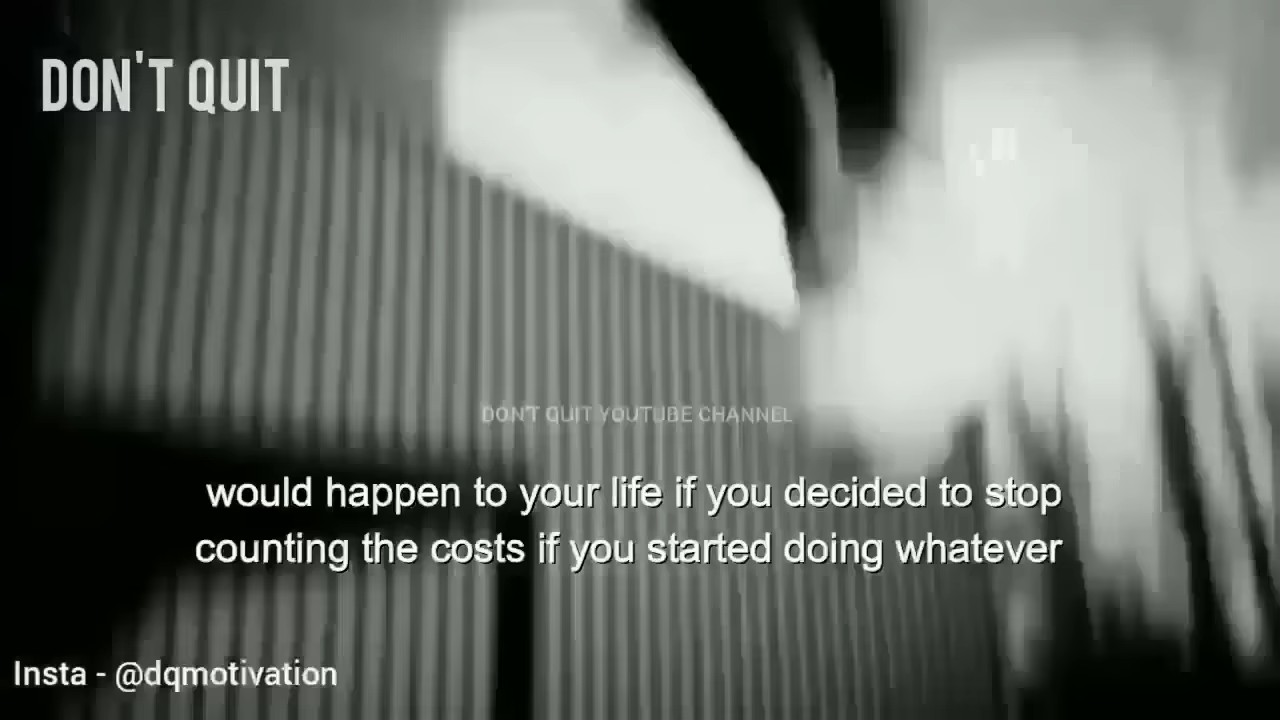 DON'T QUIT
DON'T QUIT YOUTUBE CHANNEL
would happen to your life if you decided to stop
counting the costs if you started doing whatever
Insta - @dqmotivation